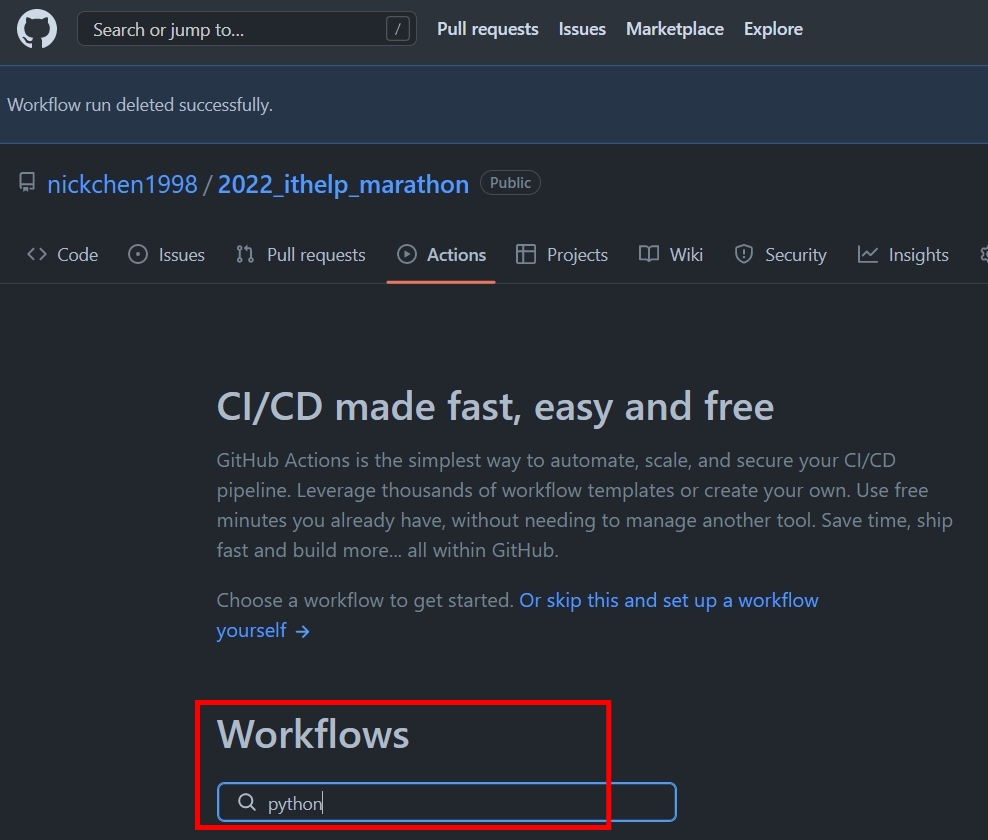 Search or jump to... /
Pull requests Issues Marketplace Explore
Workflow run deleted successfully.
nickchen1998 / 2022_ithelp_marathon Public
Code Issues Pull requests Actions Projects Wiki Security Insights
CI/CD made fast, easy and free
GitHub Actions is the simplest way to automate, scale, and secure your CI/CD
pipeline. Leverage thousands of workflow templates or create your own. Use free
minutes you already have, without needing to manage another tool. Save time, ship
fast and build more... all within GitHub.
Choose a workflow to get started. Or skip this and set up a workflow
yourself →
Workflows
python